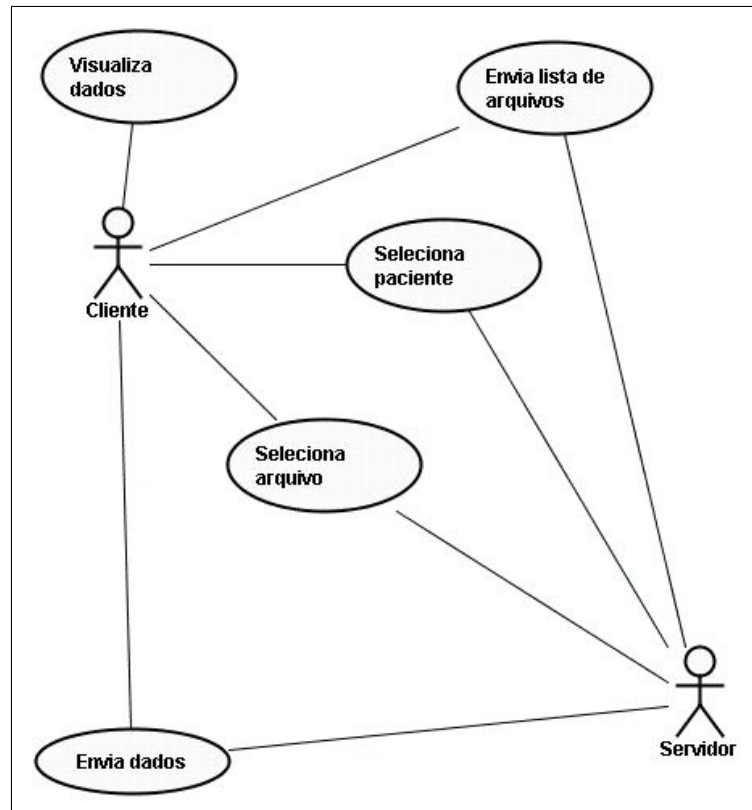 Visualiza
dados
Envia lista de
arquivos
Seleciona
paciente
Cliente
Seleciona
arquivo
Servidor
Envia dados